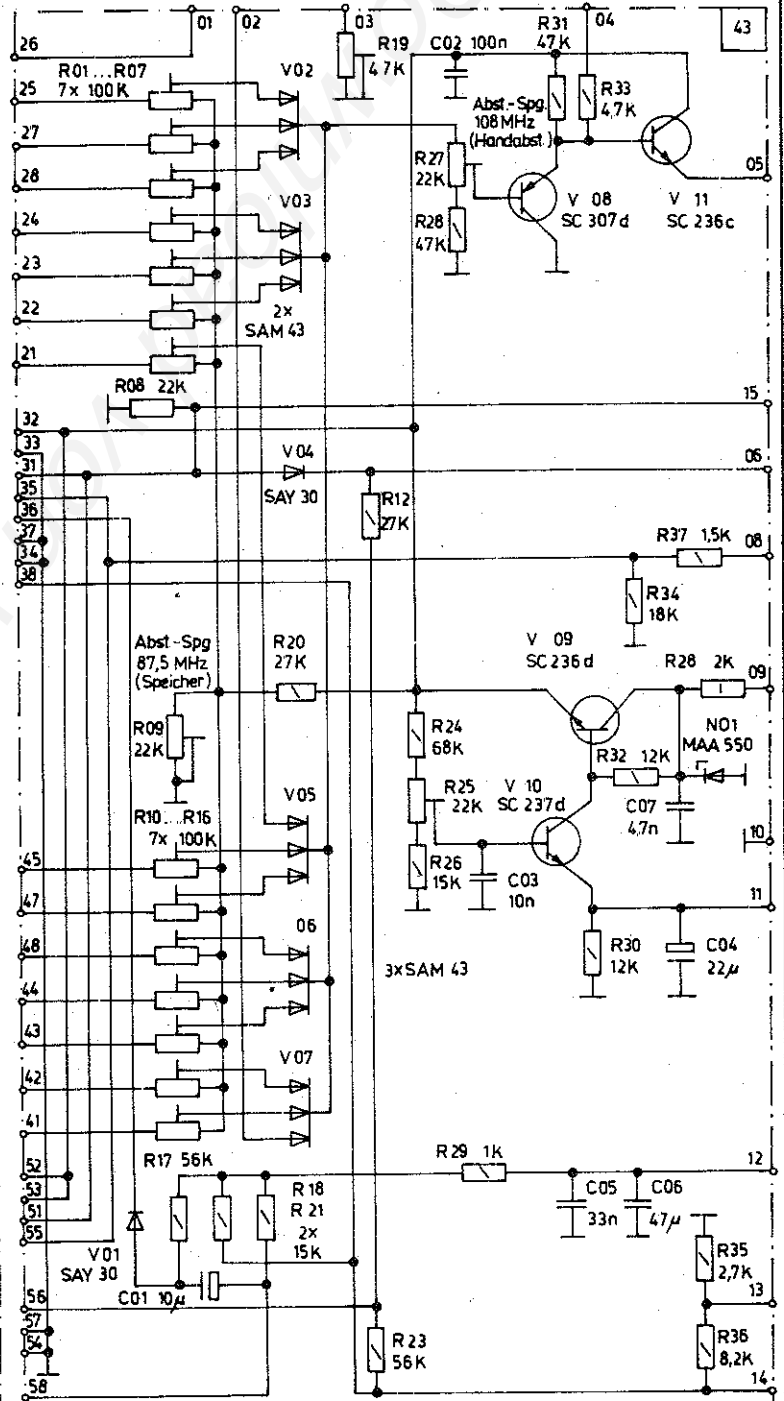 01
02
03
04
43
26
R01...R07
7x 100K
V02
R19
47K
C02 100n
R31
47K
R33
4,7K
25
Abst.-Spg.
108 MHz
(Handabst.)
27
28
R27
22K
05
V03
V 08
SC 307d
V 11
SC 236c
24
R28
47K
23
22
2x
SAM 43
21
R08 22K
15
32
33
31
V04
06
35
SAY 30
R12
27K
36
37
R37 1,5K
08
34
38
R34
18K
Abst-Spg
87,5 MHz
(Speicher)
R20
27K
V 09
SC236d
R28 2K
09
R09
22K
R24
68K
N01
MAA 550
R32 12K
V05
R25
22K
V 10
SC 237d
C07
4,7n
R10...R16
7x 100K
10
45
R26
15K
C03
10n
47
11
06
48
R30
12K
C04
22µ
3xSAM 43
44
43
V07
42
41
R29 1k
12
R17 56K
52
53
R18
R21
2x
15K
C05
33n
C06
47µ
51
55
V01
SAY 30
R35
2,7K
C01 10µ
56
13
57
R23
56K
R36
8,2K
54
58
14